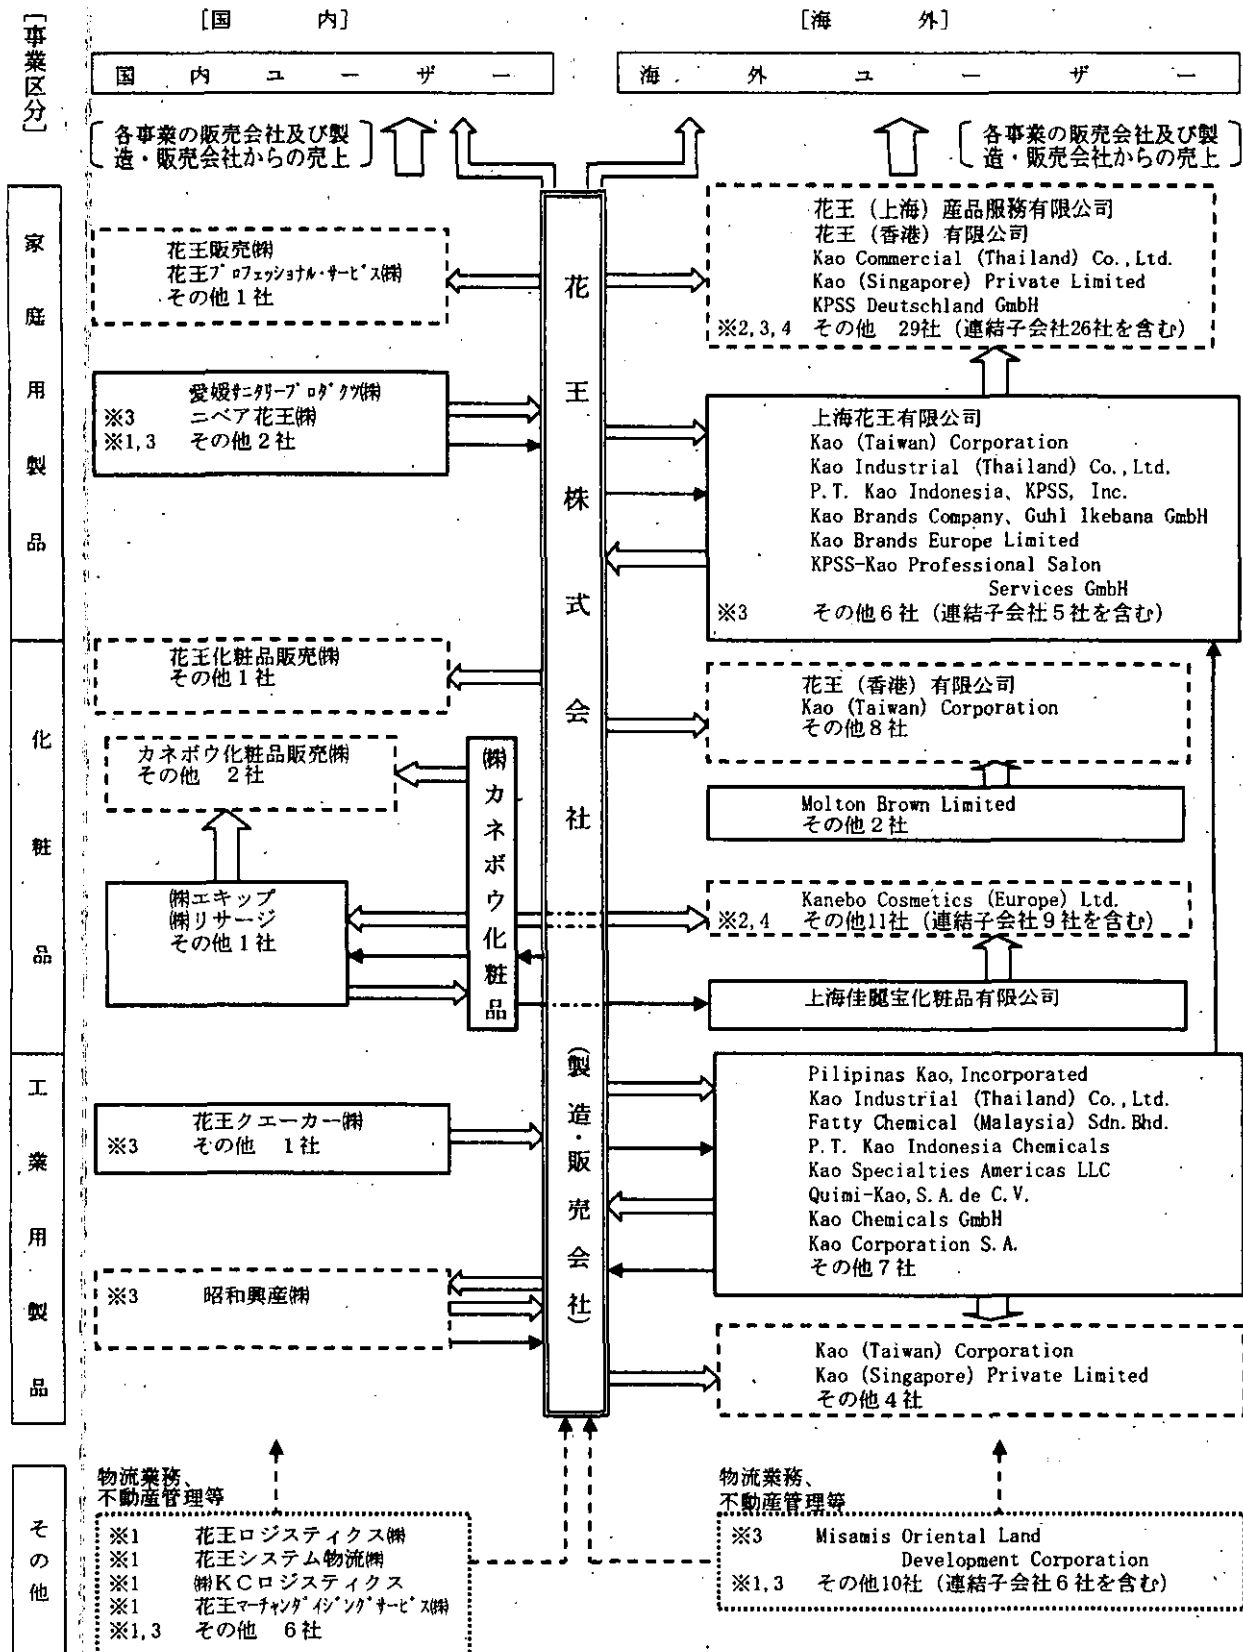 [国　内]
[海　外]
[事業区分]
国内ユーザー
海外ユーザー
各事業の販売会社及び製
造・販売会社からの売上
各事業の販売会社及び製
造・販売会社からの売上
家庭用製品
花王販売㈱
花王ﾌﾟﾛﾌｪｯｼｮﾅﾙ･ｻｰﾋﾞｽ㈱
その他1社
花王（上海）産品服務有限公司
花王（香港）有限公司
Kao Commercial (Thailand) Co.,Ltd.
Kao (Singapore) Private Limited
KPSS Deutschland GmbH
※2,3,4　その他　29社（連結子会社26社を含む）
愛媛ｻﾆﾀﾘｰﾌﾟﾛﾀﾞｸﾂ㈱
※3　ニベア花王㈱
※1,3　その他2社
上海花王有限公司
Kao (Taiwan) Corporation
Kao Industrial (Thailand) Co.,Ltd.
P.T. Kao Indonesia、KPSS, Inc.
Kao Brands Company、Guhl Ikebana GmbH
Kao Brands Europe Limited
KPSS-Kao Professional Salon
Services GmbH
※3　その他6社（連結子会社5社を含む）
花王株式会社（製造・販売会社）
化粧品
花王化粧品販売㈱
その他1社
花王（香港）有限公司
Kao (Taiwan) Corporation
その他8社
カネボウ化粧品販売㈱
その他　2社
㈱カネボウ化粧品
Molton Brown Limited
その他2社
㈱エキップ
㈱リサージ
その他1社
Kanebo Cosmetics (Europe) Ltd.
※2,4　その他11社（連結子会社9社を含む）
上海佳麗宝化粧品有限公司
工業用製品
花王クエーカー㈱
※3　その他　1社
Pilipinas Kao, Incorporated
Kao Industrial (Thailand) Co.,Ltd.
Fatty Chemical (Malaysia) Sdn.Bhd.
P.T. Kao Indonesia Chemicals
Kao Specialties Americas LLC
Quimi-Kao,S.A.de C.V.
Kao Chemicals GmbH
Kao Corporation S.A.
その他7社
※3　昭和興産㈱
Kao (Taiwan) Corporation
Kao (Singapore) Private Limited
その他4社
その他
物流業務、
不動産管理等
※1　花王ロジスティクス㈱
※1　花王システム物流㈱
※1　㈱KCロジスティクス
※1　花王ﾏｰﾁｬﾝﾀﾞｲｼﾞﾝｸﾞｻｰﾋﾞｽ㈱
※1,3　その他　6社
物流業務、
不動産管理等
※3　Misamis Oriental Land
Development Corporation
※1,3　その他10社（連結子会社6社を含む）